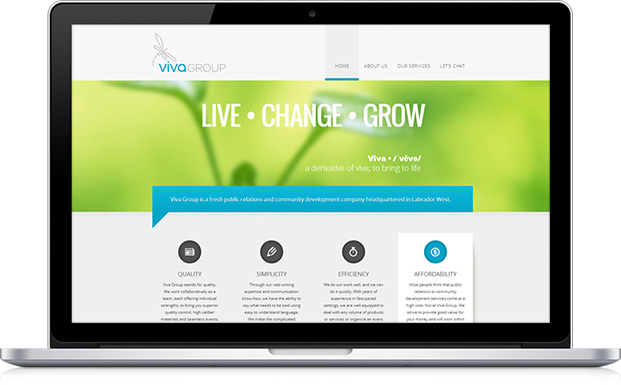 vivaGROUP
HOME ABOUT US OUR SERVICES LET'S CHAT
LIVE • CHANGE • GROW
Viva • /ˈvēvə/
a derivative of vive; to bring to life
Viva Group is a fresh public relations and community development company headquartered in Labrador West.
QUALITY
Viva Group stands for quality.
We work collaboratively as a
team, each offering individual
strengths, to bring you superior
quality control, high caliber
materials and seamless events.
SIMPLICITY
Through our vast writing
expertise and communication
know-how, we have the ability to
say what needs to be said using
easy to understand language.
We make the complicated
EFFICIENCY
We do our work well, and we can
do it quickly. With years of
experience in fast-paced
settings, we are well equipped to
deal with any volume of products
or services or organize an event
AFFORDABILITY
Most people think that public
relations or community
development services come at a
high cost. Not at Viva Group. We
strive to provide good value for
your money and will work within